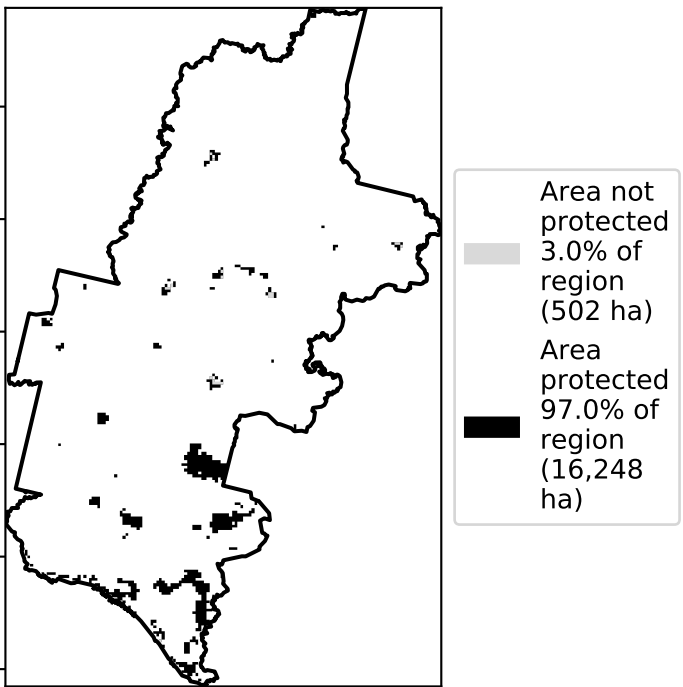 Area not
protected
3.0% of
region
(502 ha)
Area
protected
97.0% of
region
(16,248
ha)